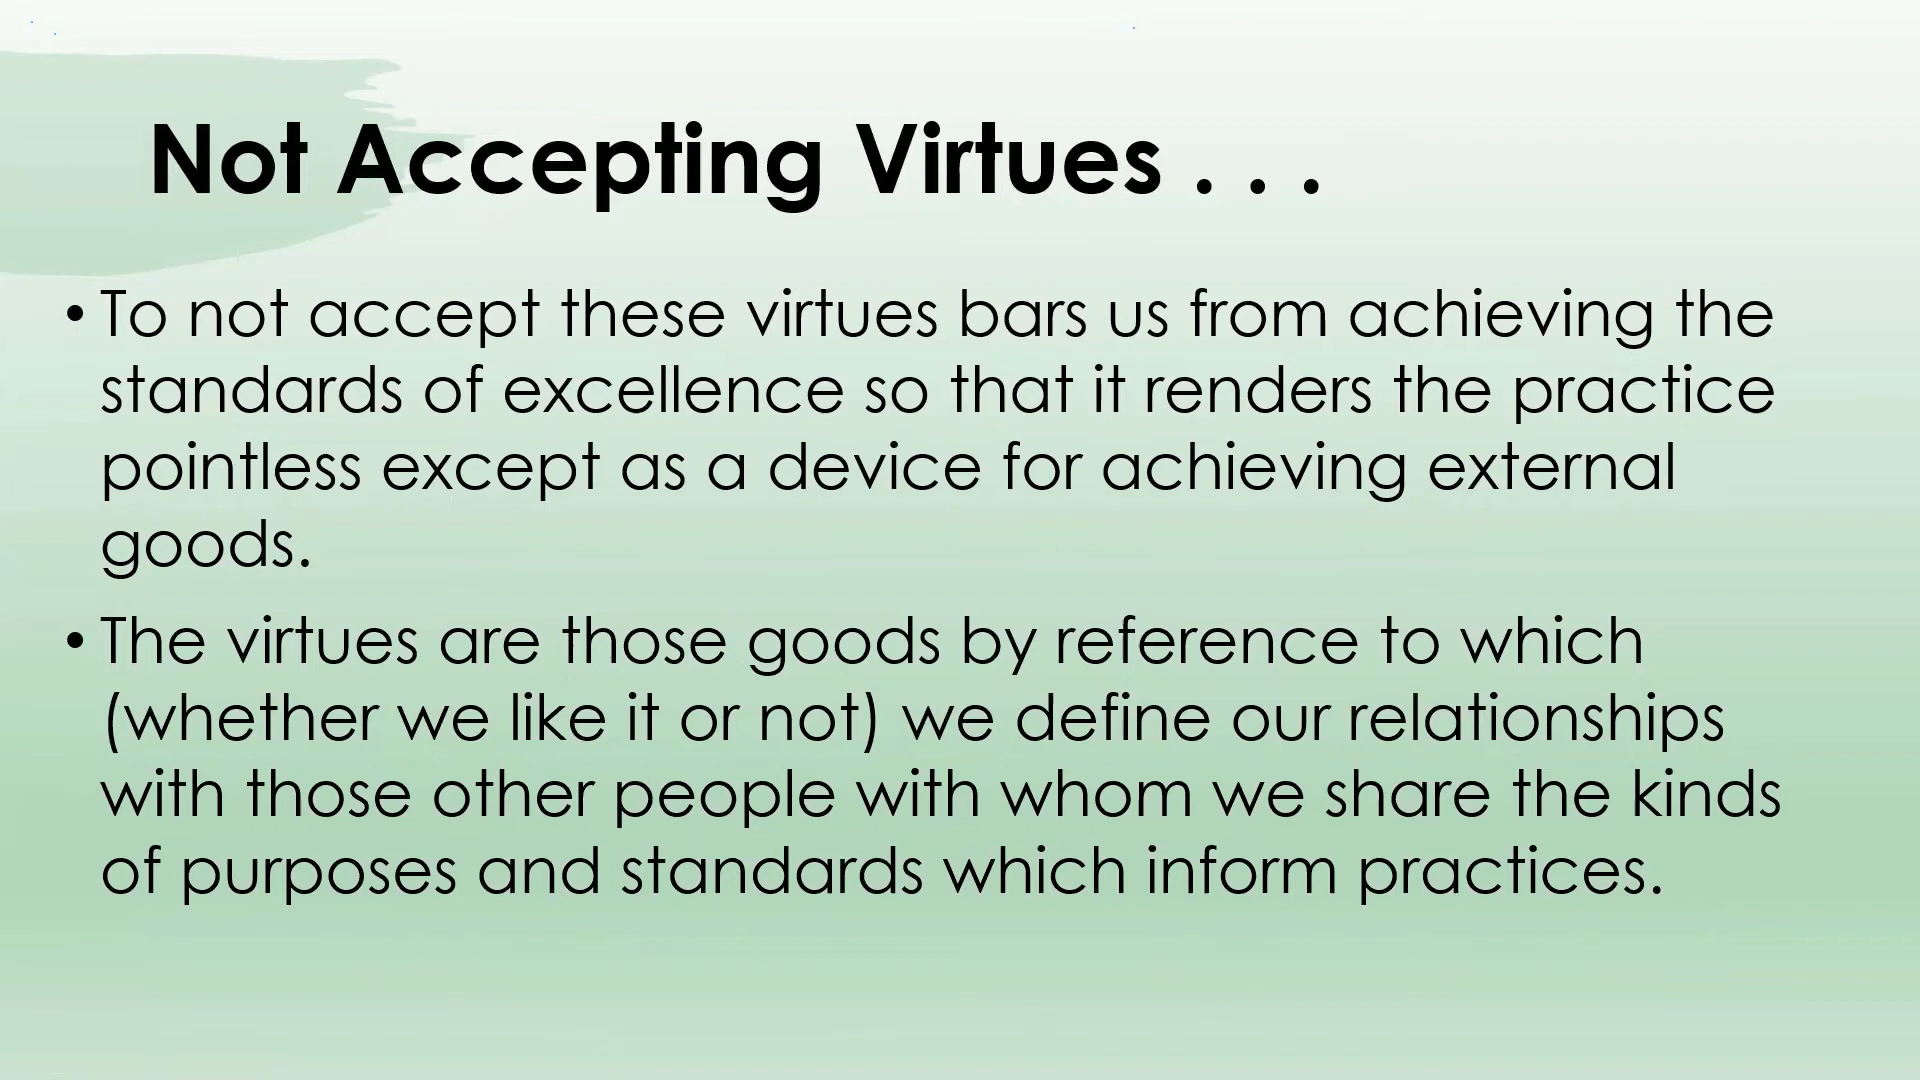 Not Accepting Virtues . . .
• To not accept these virtues bars us from achieving the
standards of excellence so that it renders the practice
pointless except as a device for achieving external
goods.
• The virtues are those goods by reference to which
(whether we like it or not) we define our relationships
with those other people with whom we share the kinds
of purposes and standards which inform practices.